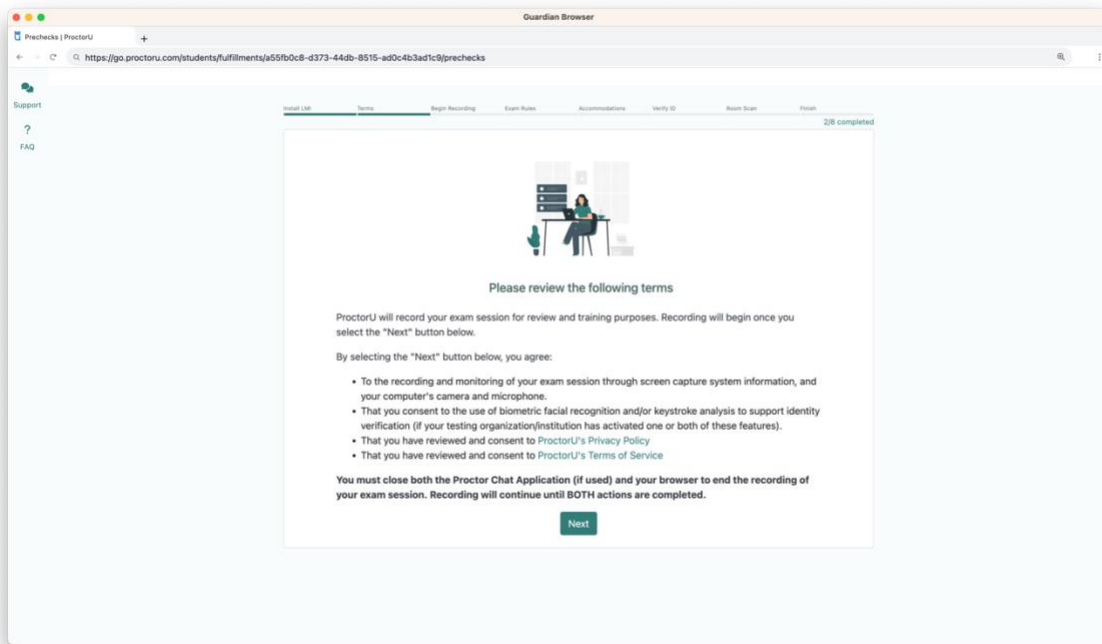 Guardian Browser
Prechecks | ProctorU
https://go.proctoru.com/students/fulfillments/a55fb0c8-d373-44db-8515-ad0c4b3ad1c9/prechecks
Support
?
FAQ
Install LMI Terms Begin Recording Exam Rules Accommodations Verify ID Room Scan Finish
2/8 completed
Please review the following terms
ProctorU will record your exam session for review and training purposes. Recording will begin once you
select the "Next" button below.
By selecting the "Next" button below, you agree:
• To the recording and monitoring of your exam session through screen capture system information, and
your computer's camera and microphone.
• That you consent to the use of biometric facial recognition and/or keystroke analysis to support identity
verification (if your testing organization/institution has activated one or both of these features).
• That you have reviewed and consent to ProctorU's Privacy Policy
• That you have reviewed and consent to ProctorU's Terms of Service
You must close both the Proctor Chat Application (if used) and your browser to end the recording of
your exam session. Recording will continue until BOTH actions are completed.
Next